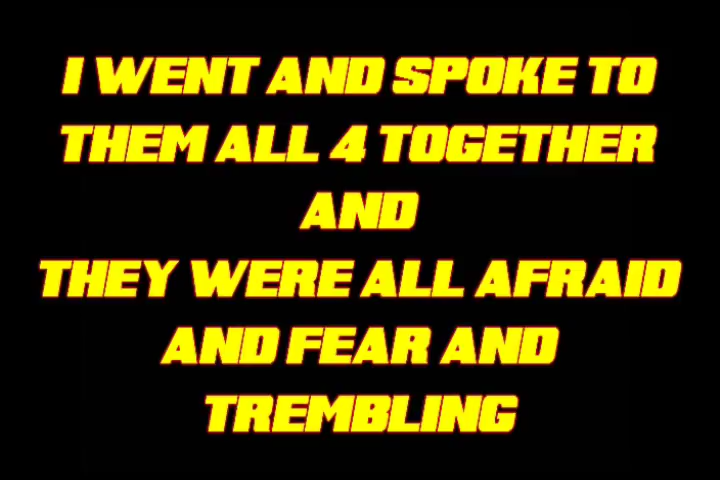 I WENT AND SPOKE TO
THEM ALL 4 TOGETHER
AND
THEY WERE ALL AFRAID
AND FEAR AND
TREMBLING